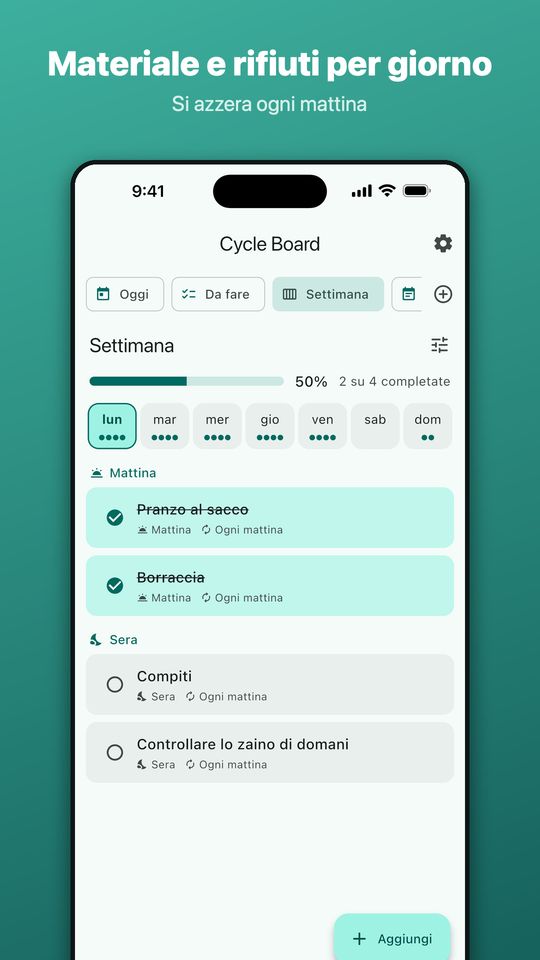 Materiale e rifiuti per giorno
Si azzera ogni mattina
9:41
Cycle Board
Oggi
Da fare
Settimana
Settimana
50% 2 su 4 completate
lun mar mer gio ven sab dom
Mattina
Pranzo al sacco
Mattina Ogni mattina
Borraccia
Mattina Ogni mattina
Sera
Compiti
Sera Ogni mattina
Controllare lo zaino di domani
Sera Ogni mattina
Aggiungi